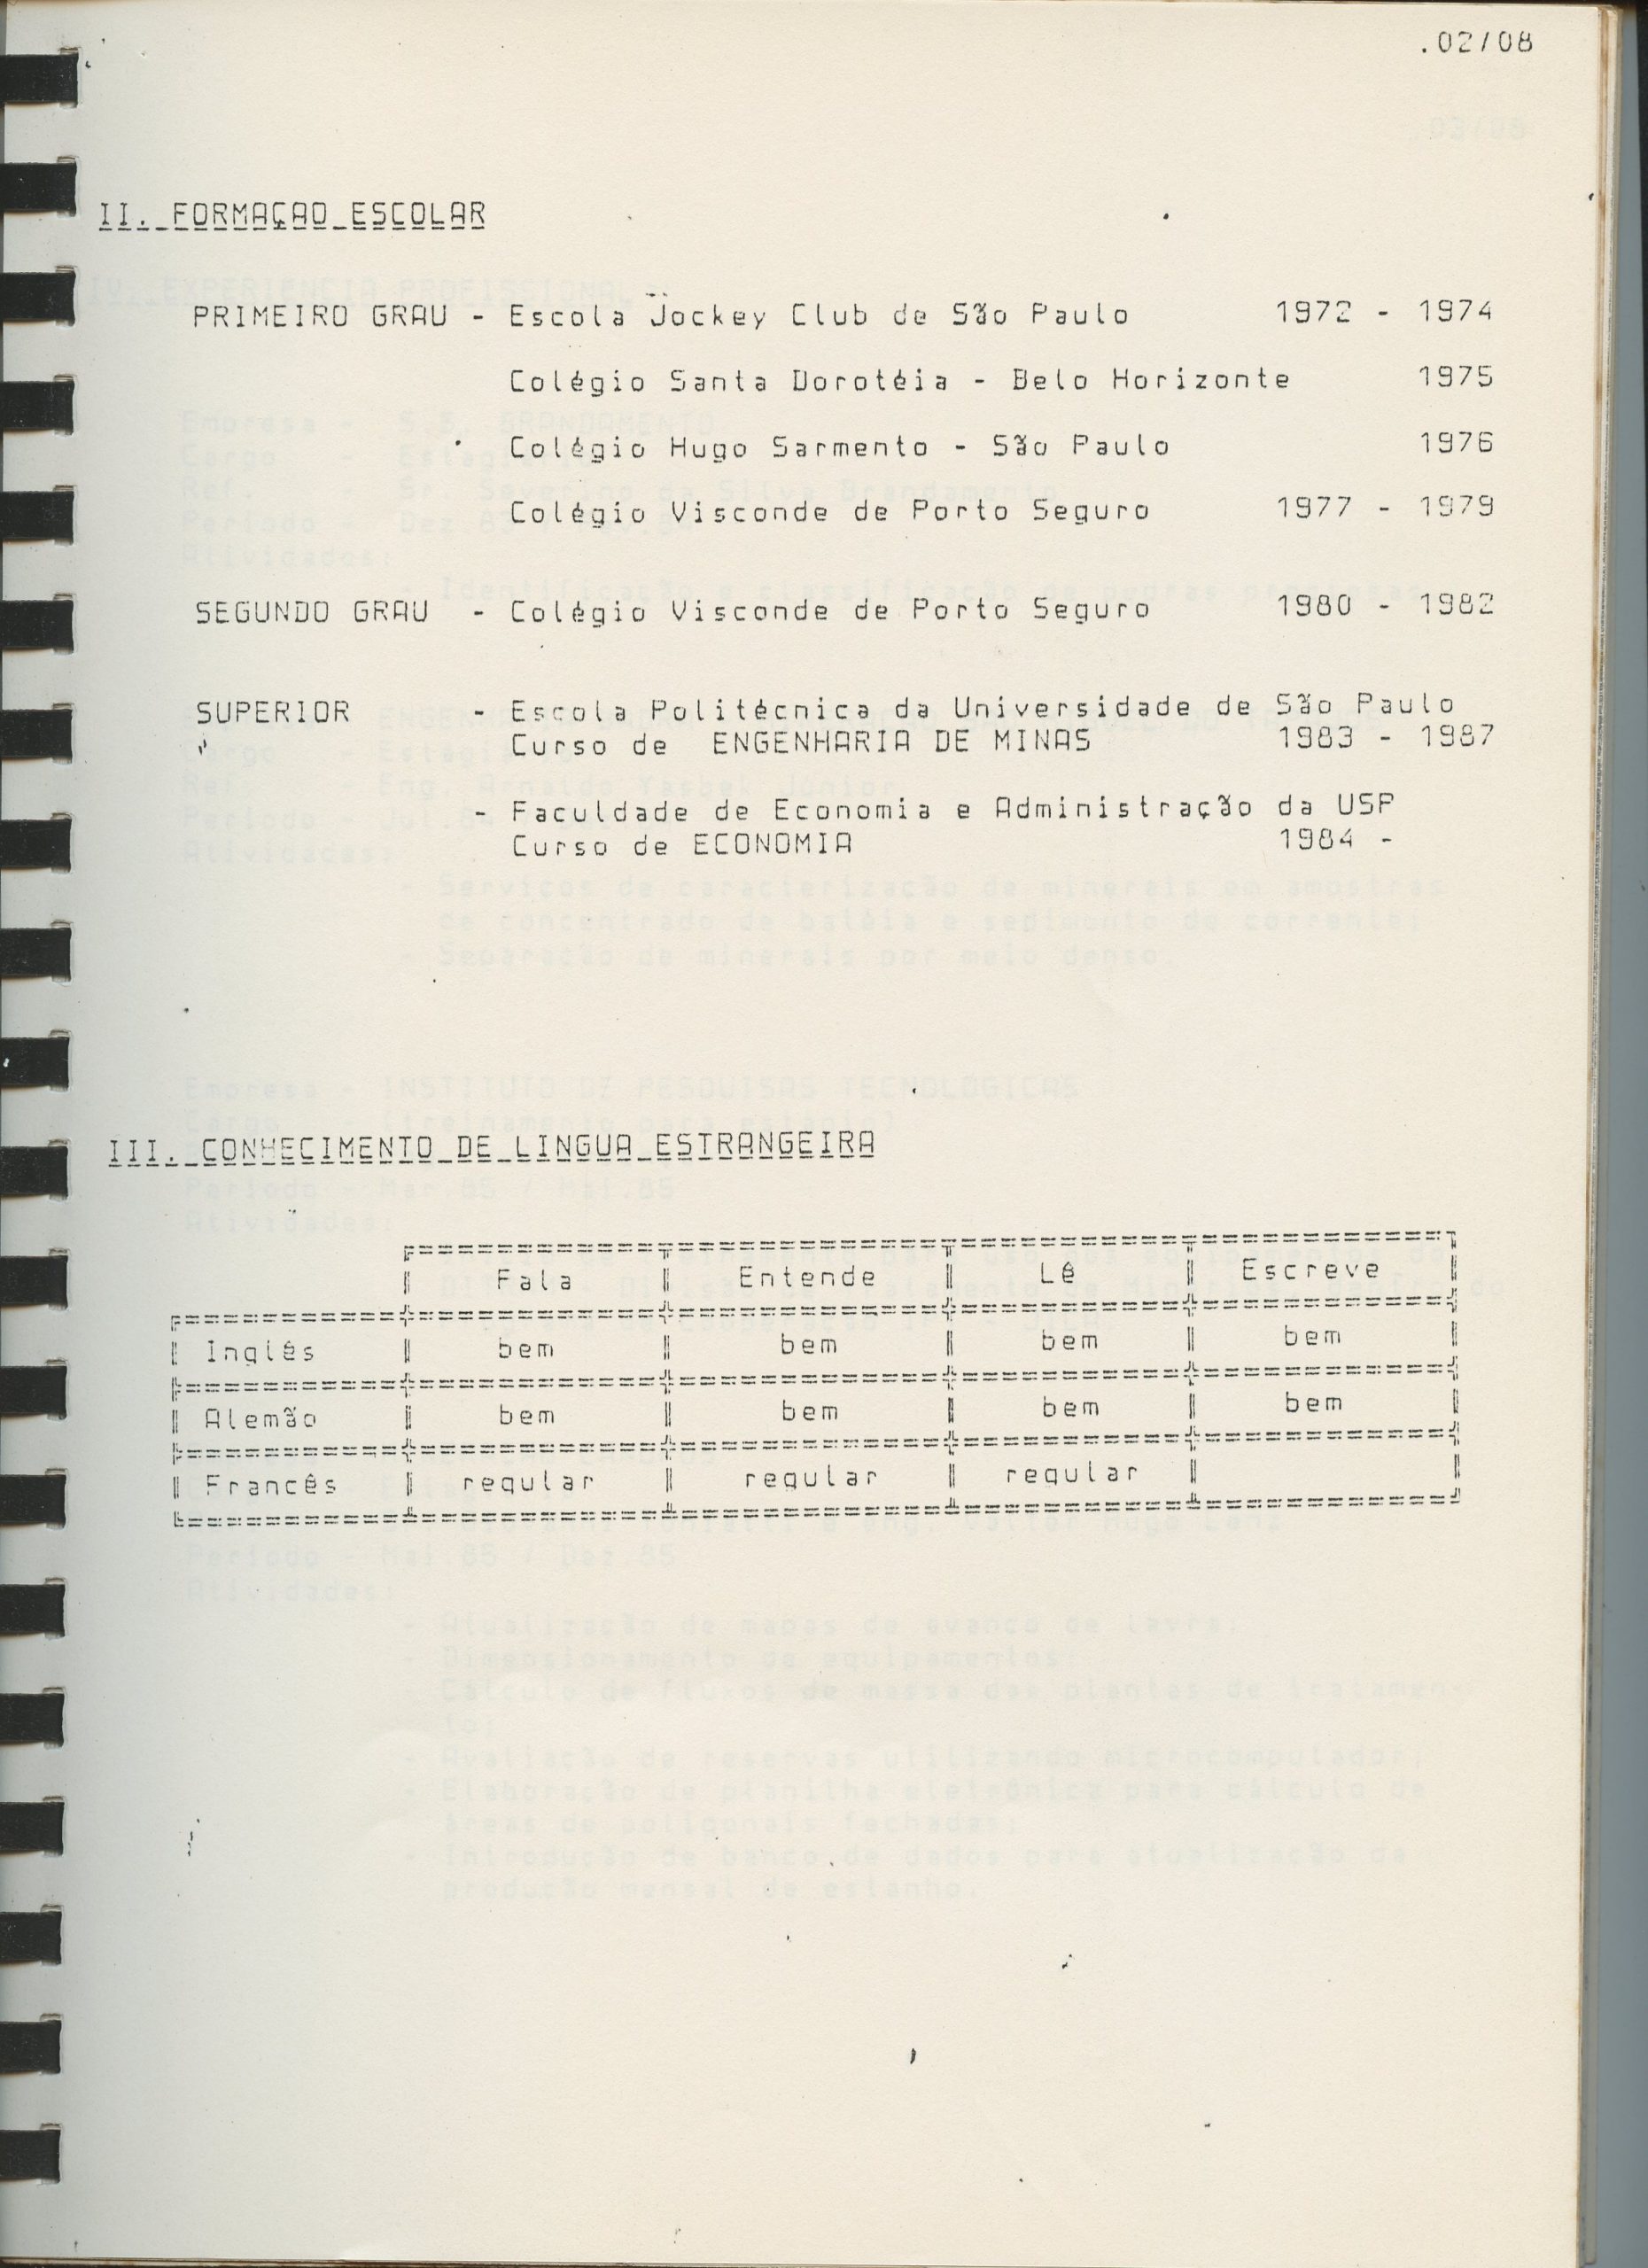 .02/08
II. FORMAÇAO ESCOLAR
PRIMEIRO GRAU - Escola Jockey Club de São Paulo 1972 - 1974
Colégio Santa Dorotéia - Belo Horizonte 1975
Colégio Hugo Sarmento - São Paulo 1976
Colégio Visconde de Porto Seguro 1977 - 1979
SEGUNDO GRAU - Colégio Visconde de Porto Seguro 1980 - 1982
SUPERIOR - Escola Politécnica da Universidade de São Paulo
Curso de ENGENHARIA DE MINAS 1983 - 1987
- Faculdade de Economia e Administração da USP
Curso de ECONOMIA 1984 -
III. CONHECIMENTO DE LINGUA ESTRANGEIRA
Fala Entende Lê Escreve
Inglês bem bem bem bem
Alemão bem bem bem bem
Francês regular regular regular